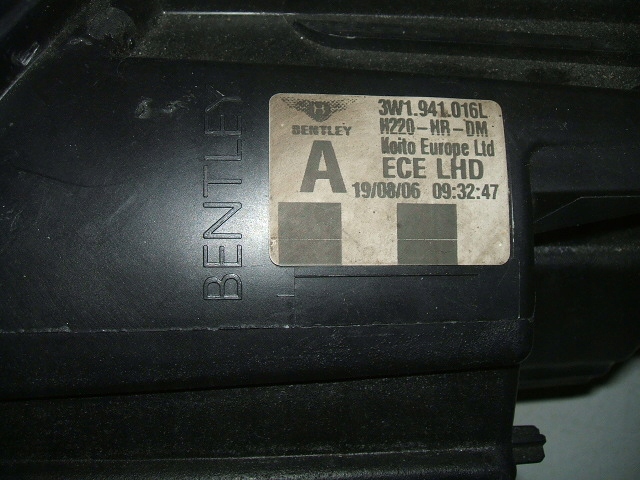 BENTLEY
BENTLEY
3W1.941.016L
H220-HR-DM
Koito Europe Ltd
A
ECE LHD
19/08/06 09:32:47